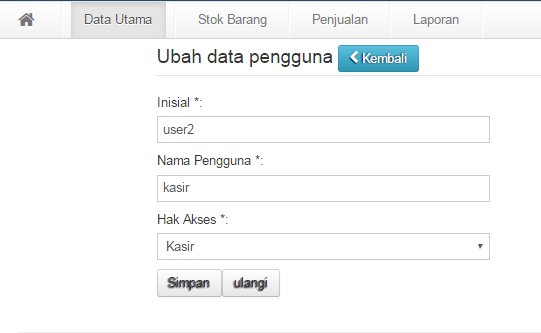 Data Utama Stok Barang Penjualan Laporan
Ubah data pengguna Kembali
Inisial *:
user2
Nama Pengguna *:
kasir
Hak Akses *:
Kasir
Simpan ulangi